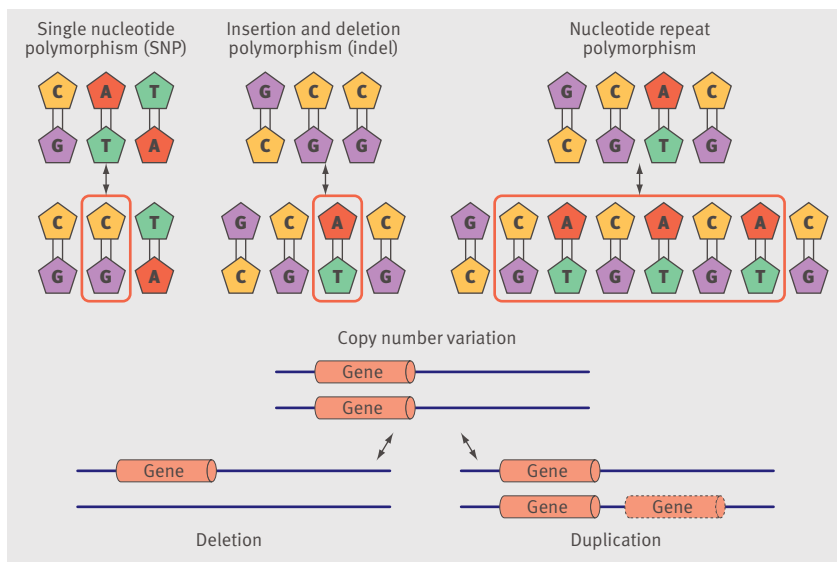 Single nucleotide
polymorphism (SNP)
Insertion and deletion
polymorphism (indel)
Nucleotide repeat
polymorphism
C A T
G T A
C C T
G G A
G C C
C G G
G C A C
C G T G
G C A C
C G T G
G C A C A C A C
C G T G T G T G
Copy number variation
Gene
Gene
Gene
Deletion
Gene
Gene Gene
Duplication